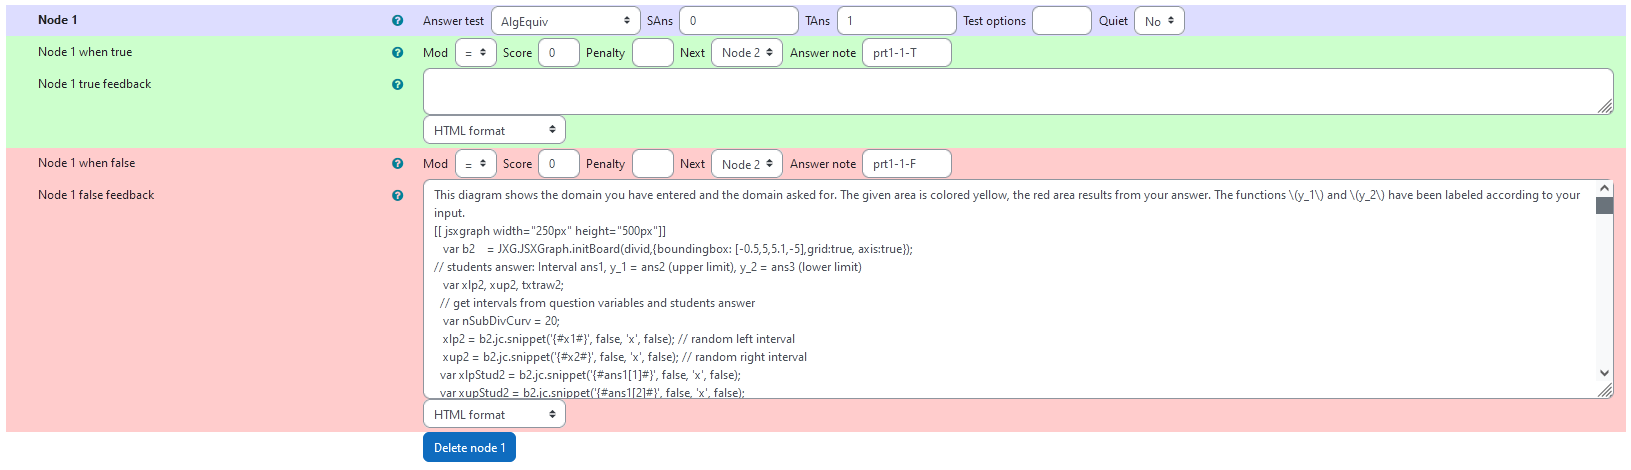 Node 1 Answer test AlgEquiv SAns 0 TAns 1 Test options Quiet No
Node 1 when true Mod = Score 0 Penalty Next Node 2 Answer note prt1-1-T
Node 1 true feedback
HTML format
Node 1 when false Mod = Score 0 Penalty Next Node 2 Answer note prt1-1-F
Node 1 false feedback
This diagram shows the domain you have entered and the domain asked for. The given area is colored yellow, the red area results from your answer. The functions \(y_1\) and \(y_2\) have been labeled according to your
input.
[[ jsxgraph width="250px" height="500px"]]
var b2 = JXG.JSXGraph.initBoard(divid,{boundingbox: [-0.5,5,5.1,-5],grid:true, axis:true});
// students answer: Interval ans1, y_1 = ans2 (upper limit), y_2 = ans3 (lower limit)
var xlp2, xup2, txtraw2;
// get intervals from question variables and students answer
var nSubDivCurv = 20;
xlp2 = b2.jc.snippet('{#x1#}', false, 'x', false); // random left interval
xup2 = b2.jc.snippet('{#x2#}', false, 'x', false); // random right interval
var xlpStud2 = b2.jc.snippet('{#ans1[1]#}', false, 'x', false);
var xupStud2 = b2.jc.snippet('{#ans1[2]#}', false, 'x', false);
HTML format
Delete node 1